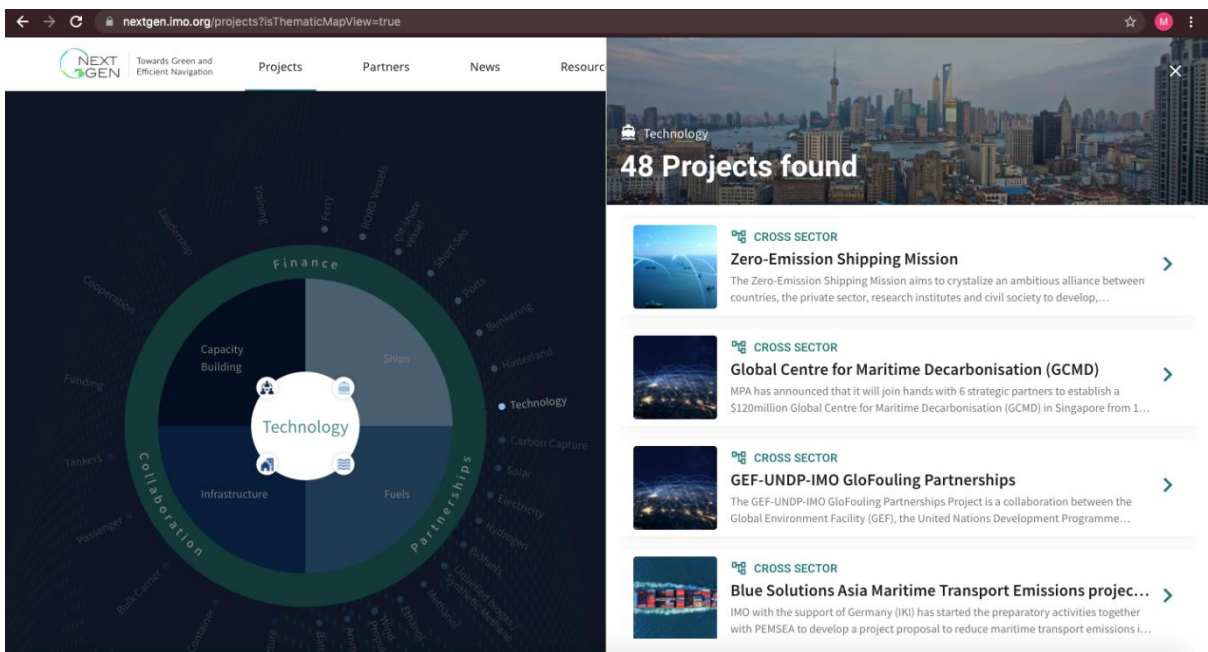 nextgen.imo.org/projects?isThematicMapView=true
M
NEXT
GEN
Towards Green and
Efficient Navigation
Projects
Partners
News
Resourc
Technology
48 Projects found
CROSS SECTOR
Zero-Emission Shipping Mission
The Zero-Emission Shipping Mission aims to crystalize an ambitious alliance between
countries, the private sector, research institutes and civil society to develop,...
CROSS SECTOR
Global Centre for Maritime Decarbonisation (GCMD)
MPA has announced that it will join hands with 6 strategic partners to establish a
$120million Global Centre for Maritime Decarbonisation (GCMD) in Singapore from 1...
CROSS SECTOR
GEF-UNDP-IMO GloFouling Partnerships
The GEF-UNDP-IMO GloFouling Partnerships Project is a collaboration between the
Global Environment Facility (GEF), the United Nations Development Programme...
CROSS SECTOR
Blue Solutions Asia Maritime Transport Emissions projec...
IMO with the support of Germany (IKI) has started the preparatory activities together
with PEMSEA to develop a project proposal to reduce maritime transport emissions i...
Finance
Partnerships
Collaboration
Capacity
Building
Ships
Technology
Infrastructure
Fuels
Training
Ferry
RORO Vessels
Off-shore
vessel
Short-Sea
Ports
Bunkering
Hinterland
Technology
Carbon Capture
Solar
Electricity
Hydrogen
Biofuels
Liquified Biogas
Synthetic Methane
Methanol
Ethanol
Wind
Container
Bulk Carrier
Passenger
Tankers
Funding
Cooperation
Leadership